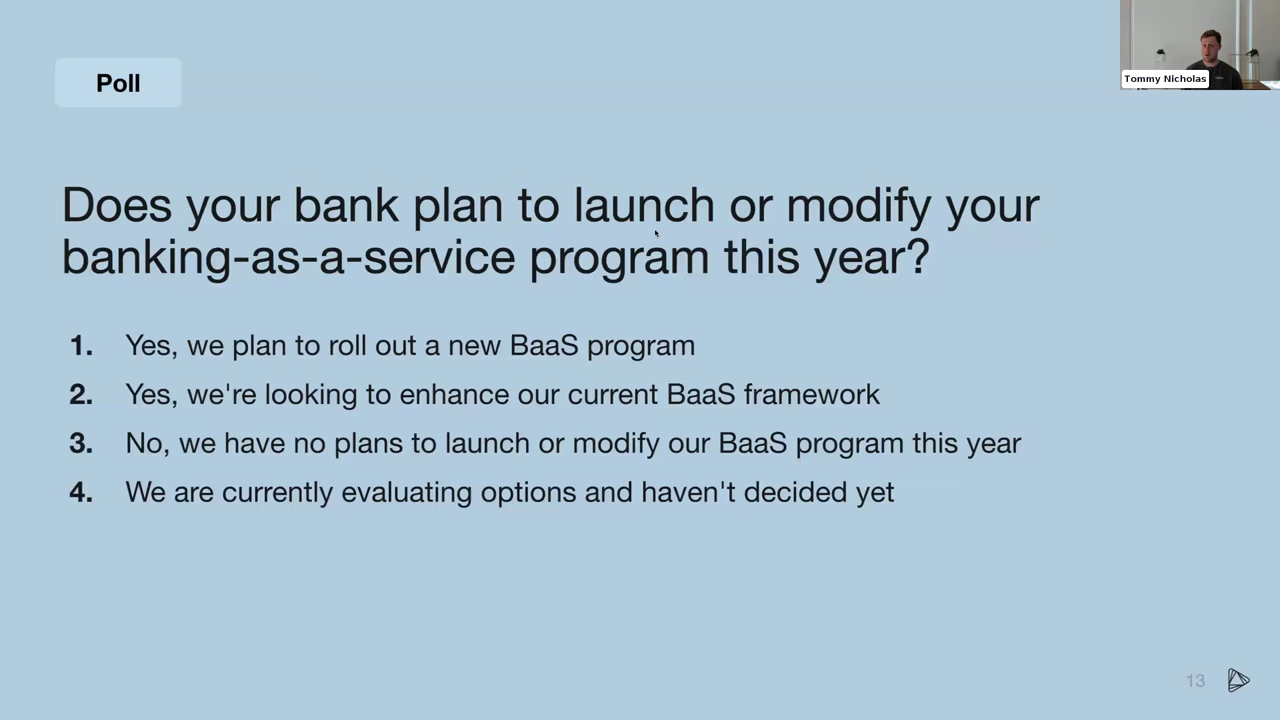 Poll
Tommy Nicholas
Does your bank plan to launch or modify your
banking-as-a-service program this year?
1. Yes, we plan to roll out a new BaaS program
2. Yes, we're looking to enhance our current BaaS framework
3. No, we have no plans to launch or modify our BaaS program this year
4. We are currently evaluating options and haven't decided yet
13